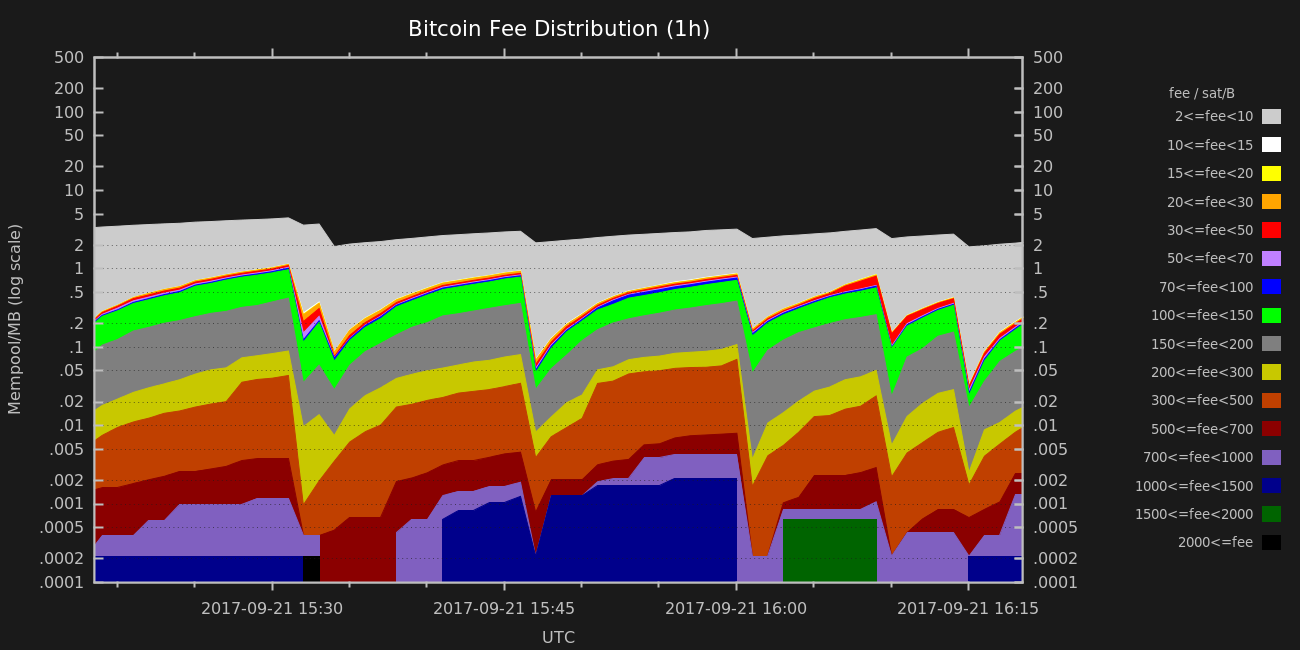 Bitcoin Fee Distribution (1h)
500 500
200 200
100 100
50 50
20 20
10 10
5 5
2 2
1 1
.5 .5
.2 .2
.1 .1
.05 .05
.02 .02
.01 .01
.005 .005
.002 .002
.001 .001
.0005 .0005
.0002 .0002
.0001 .0001
Mempool/MB (log scale)
2017-09-21 15:30 2017-09-21 15:45 2017-09-21 16:00 2017-09-21 16:15
UTC
fee / sat/B
2<=fee<10
10<=fee<15
15<=fee<20
20<=fee<30
30<=fee<50
50<=fee<70
70<=fee<100
100<=fee<150
150<=fee<200
200<=fee<300
300<=fee<500
500<=fee<700
700<=fee<1000
1000<=fee<1500
1500<=fee<2000
2000<=fee